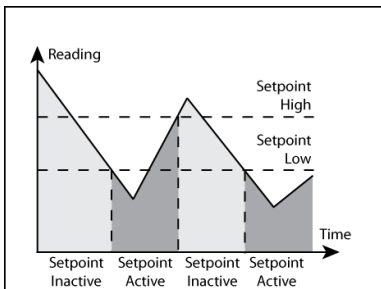 Reading
Setpoint
High
Setpoint
Low
Time
Setpoint Setpoint Setpoint Setpoint
Inactive Active Inactive Active